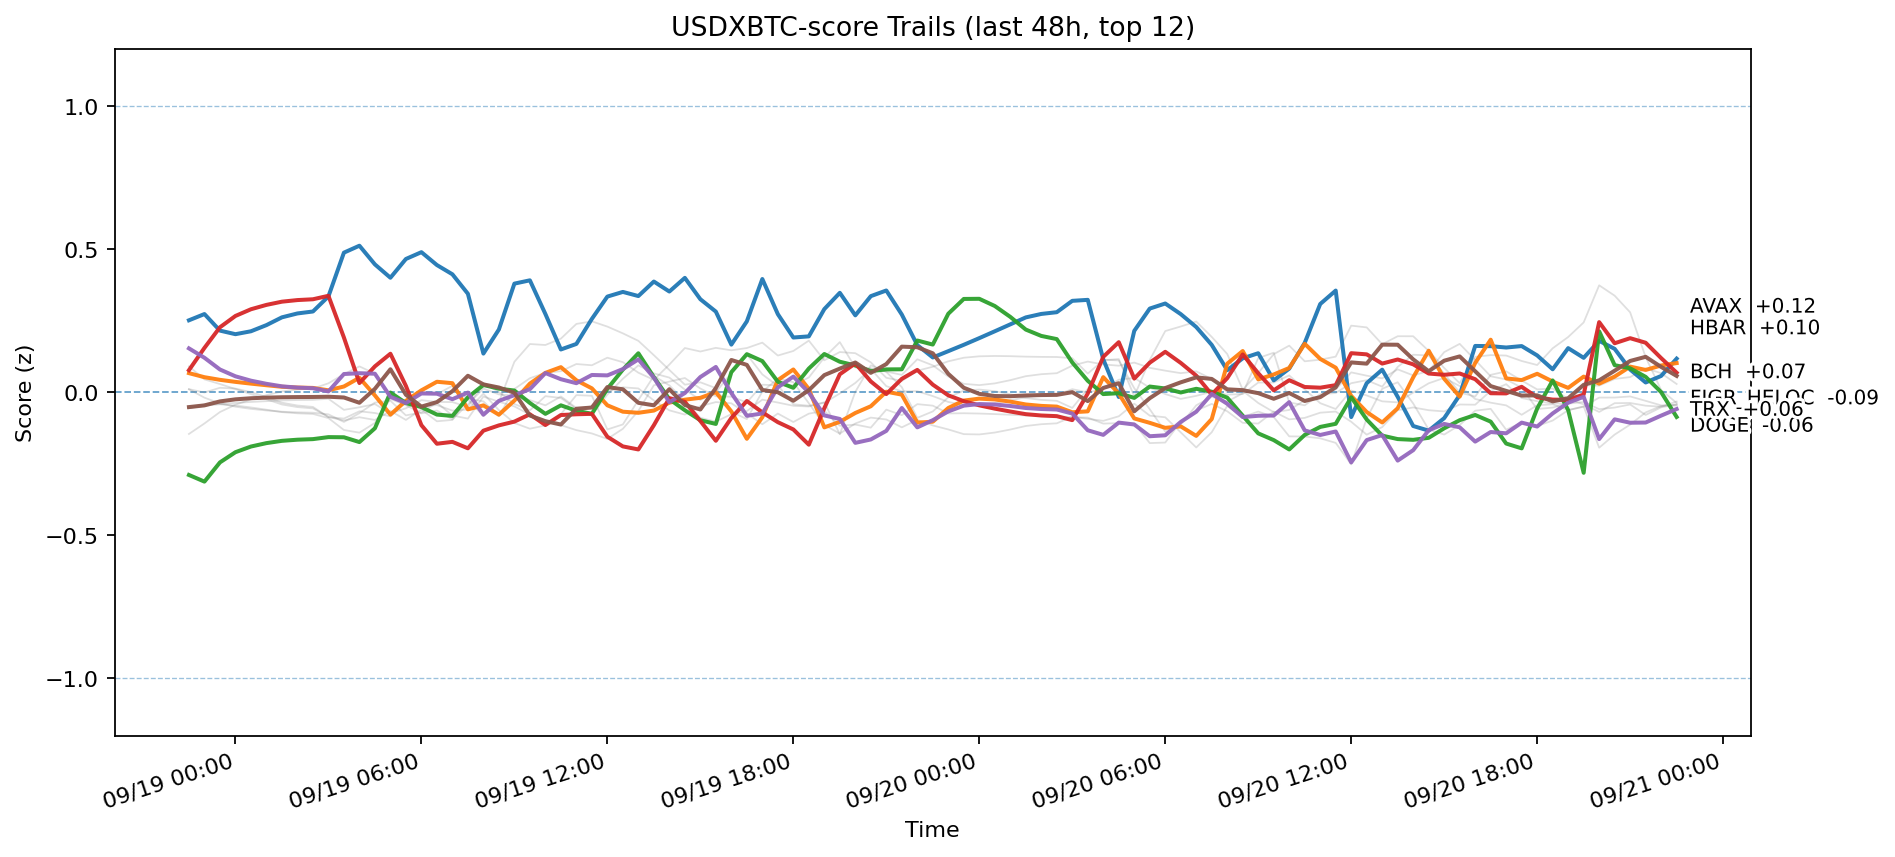 USDXBTC-score Trails (last 48h, top 12)
Score (z)
1.0
0.5
0.0
−0.5
−1.0
AVAX +0.12
HBAR +0.10
BCH +0.07
FIGR_HELOC -0.09
TRX +0.06
DOGE -0.06
09/19 00:00
09/19 06:00
09/19 12:00
09/19 18:00
09/20 00:00
09/20 06:00
09/20 12:00
09/20 18:00
09/21 00:00
Time